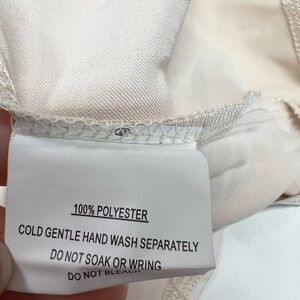 100% POLYESTER
COLD GENTLE HAND WASH SEPARATELY
DO NOT SOAK OR WRING
DO NOT BLEACH